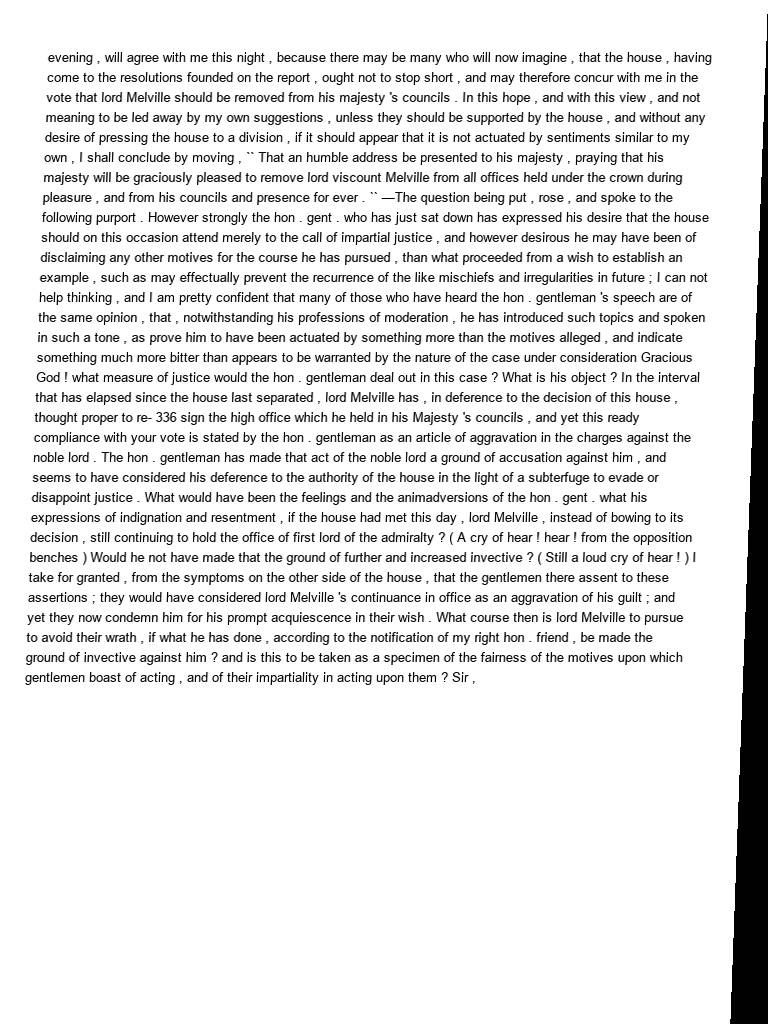 evening , will agree with me this night , because there may be many who will now imagine , that the house , having
come to the resolutions founded on the report , ought not to stop short , and may therefore concur with me in the
vote that lord Melville should be removed from his majesty 's councils . In this hope , and with this view , and not
meaning to be led away by my own suggestions , unless they should be supported by the house , and without any
desire of pressing the house to a division , if it should appear that it is not actuated by sentiments similar to my
own , I shall conclude by moving , `` That an humble address be presented to his majesty , praying that his
majesty will be graciously pleased to remove lord viscount Melville from all offices held under the crown during
pleasure , and from his councils and presence for ever . `` —The question being put , rose , and spoke to the
following purport . However strongly the hon . gent . who has just sat down has expressed his desire that the house
should on this occasion attend merely to the call of impartial justice , and however desirous he may have been of
disclaiming any other motives for the course he has pursued , than what proceeded from a wish to establish an
example , such as may effectually prevent the recurrence of the like mischiefs and irregularities in future ; I can not
help thinking , and I am pretty confident that many of those who have heard the hon . gentleman 's speech are of
the same opinion , that , notwithstanding his professions of moderation , he has introduced such topics and spoken
in such a tone , as prove him to have been actuated by something more than the motives alleged , and indicate
something much more bitter than appears to be warranted by the nature of the case under consideration Gracious
God ! what measure of justice would the hon . gentleman deal out in this case ? What is his object ? In the interval
that has elapsed since the house last separated , lord Melville has , in deference to the decision of this house ,
thought proper to re- 336 sign the high office which he held in his Majesty 's councils , and yet this ready
compliance with your vote is stated by the hon . gentleman as an article of aggravation in the charges against the
noble lord . The hon . gentleman has made that act of the noble lord a ground of accusation against him , and
seems to have considered his deference to the authority of the house in the light of a subterfuge to evade or
disappoint justice . What would have been the feelings and the animadversions of the hon . gent . what his
expressions of indignation and resentment , if the house had met this day , lord Melville , instead of bowing to its
decision , still continuing to hold the office of first lord of the admiralty ? ( A cry of hear ! hear ! from the opposition
benches ) Would he not have made that the ground of further and increased invective ? ( Still a loud cry of hear ! ) I
take for granted , from the symptoms on the other side of the house , that the gentlemen there assent to these
assertions ; they would have considered lord Melville 's continuance in office as an aggravation of his guilt ; and
yet they now condemn him for his prompt acquiescence in their wish . What course then is lord Melville to pursue
to avoid their wrath , if what he has done , according to the notification of my right hon . friend , be made the
ground of invective against him ? and is this to be taken as a specimen of the fairness of the motives upon which
gentlemen boast of acting , and of their impartiality in acting upon them ? Sir ,